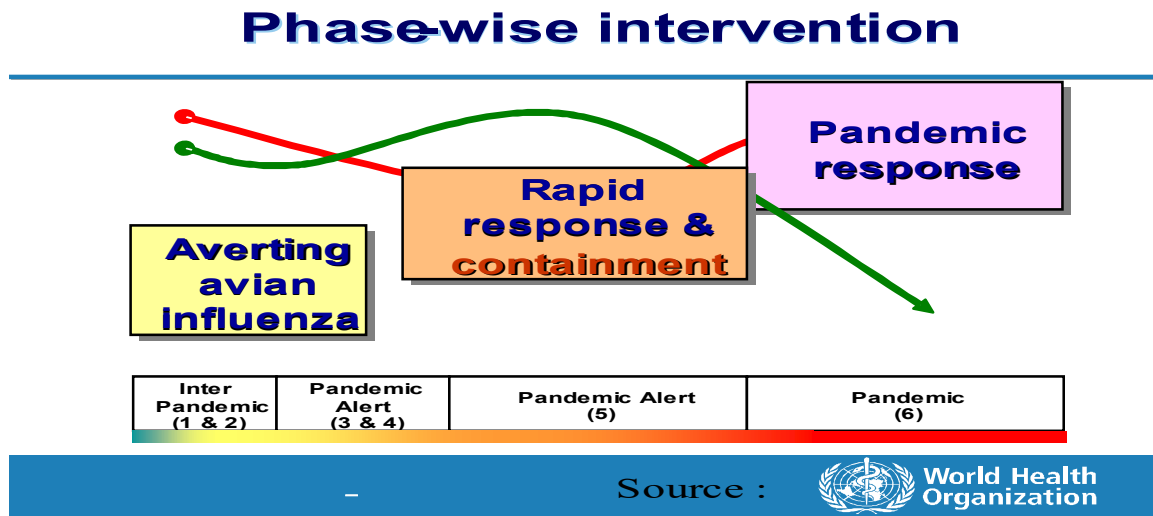 Phase-wise intervention
Pandemic
response
Rapid
response &
containment
Averting
avian
influenza
Inter
Pandemic
(1 & 2)
Pandemic
Alert
(3 & 4)
Pandemic Alert
(5)
Pandemic
(6)
–
Source :
World Health
Organization